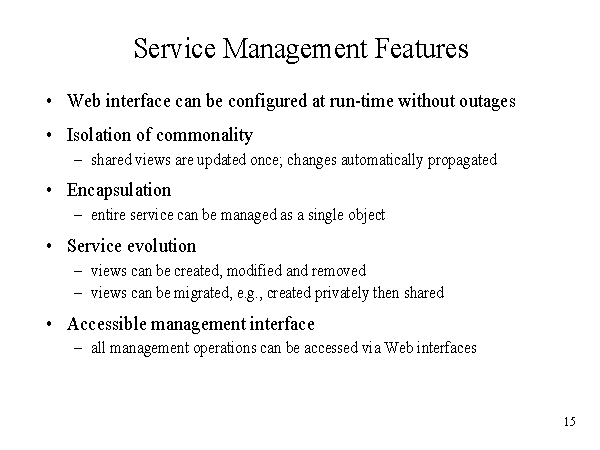 Service Management Features
• Web interface can be configured at run-time without outages
• Isolation of commonality
– shared views are updated once; changes automatically propagated
• Encapsulation
– entire service can be managed as a single object
• Service evolution
– views can be created, modified and removed
– views can be migrated, e.g., created privately then shared
• Accessible management interface
– all management operations can be accessed via Web interfaces
15